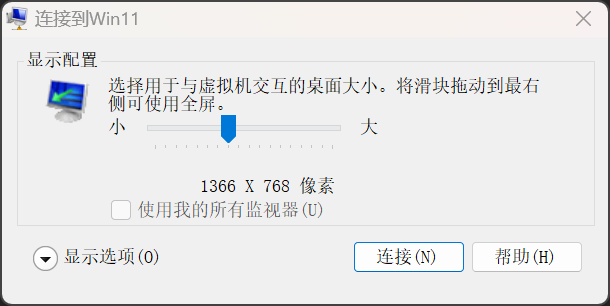 连接到Win11
显示配置
选择用于与虚拟机交互的桌面大小。将滑块拖动到最右
侧可使用全屏。
小 大
1366 X 768 像素
使用我的所有监视器(U)
显示选项(O) 连接(N) 帮助(H)